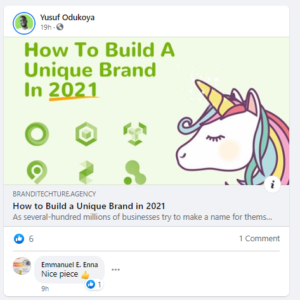 Yusuf Odukoya
19h ·
How To Build A
Unique Brand
In 2021
i
BRANDITECHTURE.AGENCY
How to Build a Unique Brand in 2021
As several-hundred millions of businesses try to make a name for thems...
6
1 Comment
Emmanuel E. Enna
Nice piece 👍
1
9h